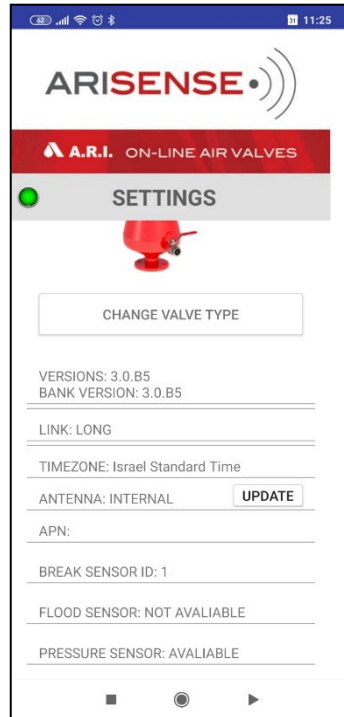 62
31 11:25
ARISENSE
A.R.I. ON-LINE AIR VALVES
SETTINGS
CHANGE VALVE TYPE
VERSIONS: 3.0.B5
BANK VERSION: 3.0.B5
LINK: LONG
TIMEZONE: Israel Standard Time
ANTENNA: INTERNAL UPDATE
APN:
BREAK SENSOR ID: 1
FLOOD SENSOR: NOT AVALIABLE
PRESSURE SENSOR: AVALIABLE